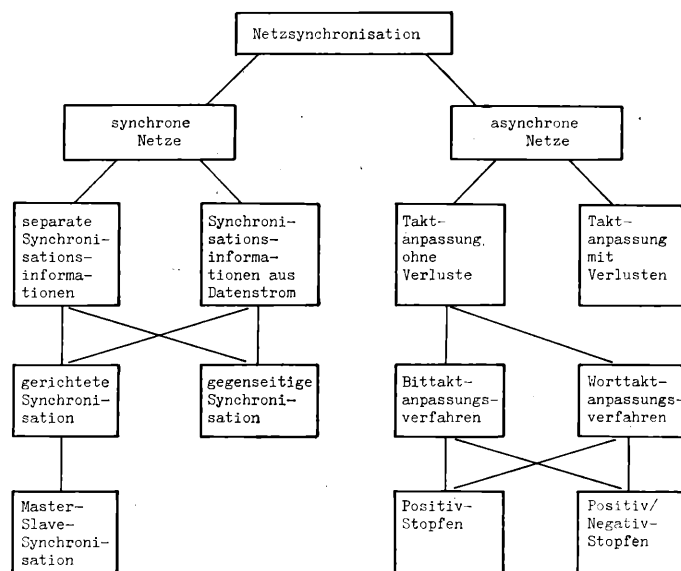 Netzsynchronisation
synchrone
Netze
asynchrone
Netze
separate
Synchroni-
sations-
informa-
tionen
Synchroni-
sations-
informa-
tionen aus
Datenstrom
Takt-
anpassung
ohne
Verluste
Takt-
anpassung
mit
Verlusten
gerichtete
Synchroni-
sation
gegenseitige
Synchroni-
sation
Bittakt-
anpassungs-
verfahren
Worttakt-
anpassungs-
verfahren
Master-
Slave-
Synchroni-
sation
Positiv-
Stopfen
Positiv/
Negativ-
Stopfen